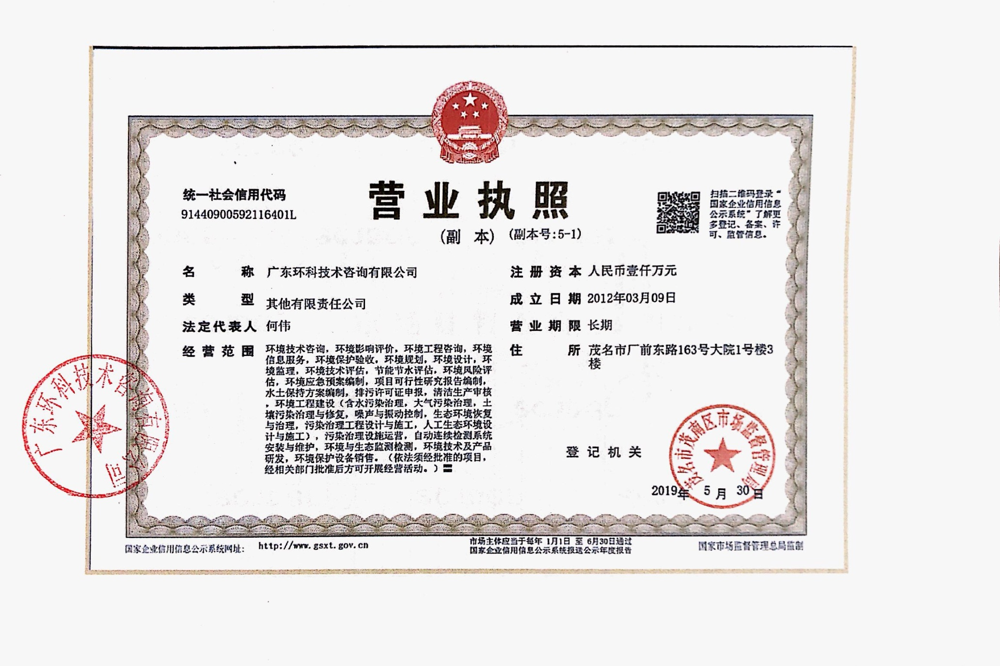 营业执照
(副 本) (副本号:5-1)
统一社会信用代码
91440900592116401L
扫描二维码登录“
国家企业信用信息
公示系统”了解更
多登记、备案、许
可、监管信息。
名称 广东环科技术咨询有限公司
类型 其他有限责任公司
法定代表人 何伟
经营范围 环境技术咨询，环境影响评价，环境工程咨询，环境
信息服务，环境保护验收，环境规划，环境设计，环
境监理，环境技术评估，节能节水评估，环境风险评
估，环境应急预案编制，项目可行性研究报告编制，
水土保持方案编制，排污许可证申报，清洁生产审核
，环境工程建设（含水污染治理，大气污染治理，土
壤污染治理与修复，噪声与振动控制，生态环境恢复
与治理，污染治理工程设计与施工，人工生态环境设
计与施工），污染治理设施运营，自动连续检测系统
安装与维护，环境与生态监测检测，环境技术及产品
研发，环境保护设备销售。（依法须经批准的项目，
经相关部门批准后方可开展经营活动。）〓
注册资本 人民币壹仟万元
成立日期 2012年03月09日
营业期限 长期
住所 茂名市厂前东路163号大院1号楼3
楼
登记机关
茂名市茂南区市场监督管理局
2019年 5月 30日
广东环科技术咨询有限公司
国家企业信用信息公示系统网址： http://www.gsxt.gov.cn
市场主体应当于每年 1月1日 至 6月30日通过
国家企业信用信息公示系统报送公示年度报告
国家市场监督管理总局监制